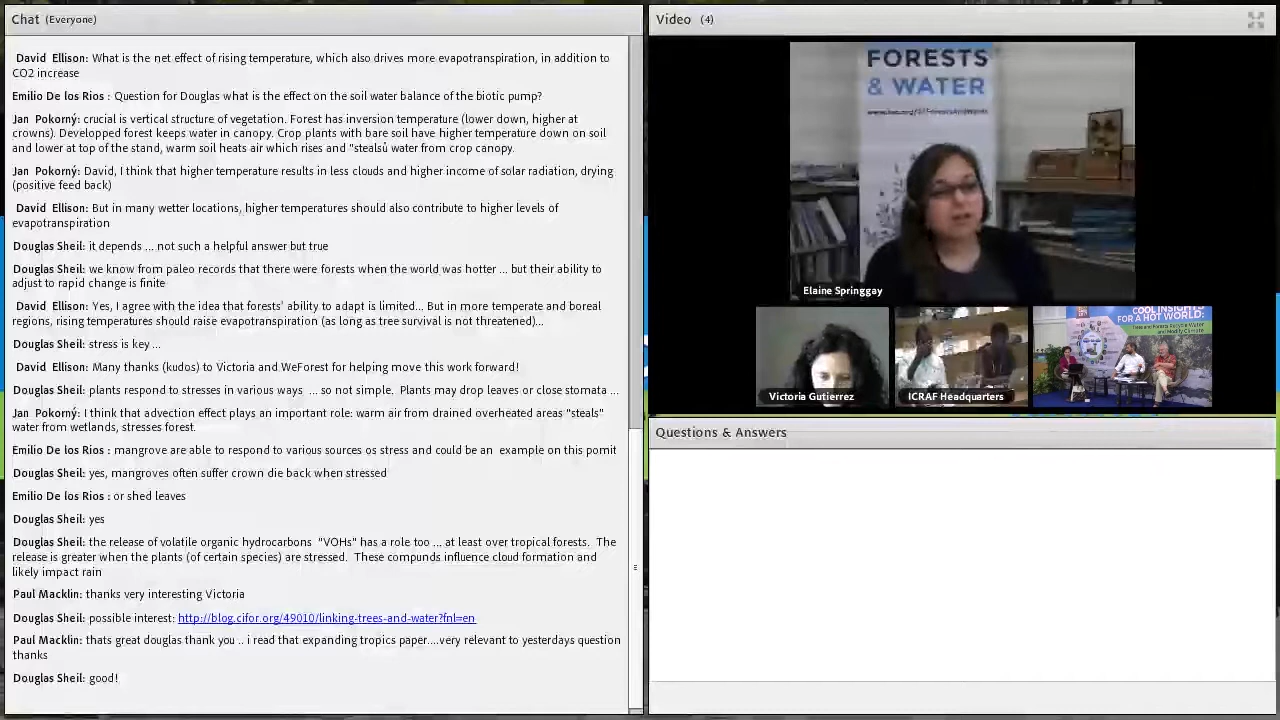 Chat (Everyone)
David Ellison: What is the net effect of rising temperature, which also drives more evapotranspiration, in addition to
CO2 increase
Emilio De los Rios : Question for Douglas what is the effect on the soil water balance of the biotic pump?
Jan Pokorný: crucial is vertical structure vegetation. Forest has inversion temperature (lower down, higher at
crowns). Developped forest keeps water in canopy. Crop plants with bare soil have higher temperature down on soil
and lower at top of the stand, warm soil heats air which rises and "stealsů water from crop canopy.
Jan Pokorný: David, I think that higher temperature results in less clouds and higher income of solar radiation, drying
(positive feed back)
David Ellison: But in many wetter locations, higher temperatures should also contribute to higher levels of
evapotranspiration
Douglas Sheil: it depends ... not such a helpful answer but true
Douglas Sheil: we know from paleo records that there were forests when the world was hotter ... but their ability to
adjust to rapid change is finite
David Ellison: Yes, I agree with the idea that forests' ability to adapt is limited... But in more temperate and boreal
regions, rising temperatures should raise evapotranspiration (as long as tree survival is not threatened)...
Douglas Sheil: stress is key ...
David Ellison: Many thanks (kudos) to Victoria and WeForest for helping move this work forward!
Douglas Sheil: plants respond to stresses in various ways ... so not simple. Plants may drop leaves or close stomata ...
Jan Pokorný: I think that advection effect plays an important role: warm air from drained overheated areas "steals"
water from wetlands, stresses forest.
Emilio De los Rios : mangrove are able to respond to various sources os stress and could be an example on this pomit
Douglas Sheil: yes, mangroves often suffer crown die back when stressed
Emilio De los Rios : or shed leaves
Douglas Sheil: yes
Douglas Sheil: the release of volatile organic hydrocarbons "VOHs" has a role too ... at least over tropical forests. The
release is greater when the plants (of certain species) are stressed. These compunds influence cloud formation and
likely impact rain
Paul Macklin: thanks very interesting Victoria
Douglas Sheil: possible interest: http://blog.cifor.org/49010/linking-trees-and-water?fnl=en
Paul Macklin: thats great douglas thank you .. i read that expanding tropics paper....very relevant to yesterdays question
thanks
Douglas Sheil: good!
Video (4)
FORESTS
& WATER
Elaine Springgay
Victoria Gutierrez
ICRAF Headquarters
COOL INSIGHTS
FOR A HOT WORLD:
Trees and Forests Recycle Water
and Modify Climate
Questions & Answers